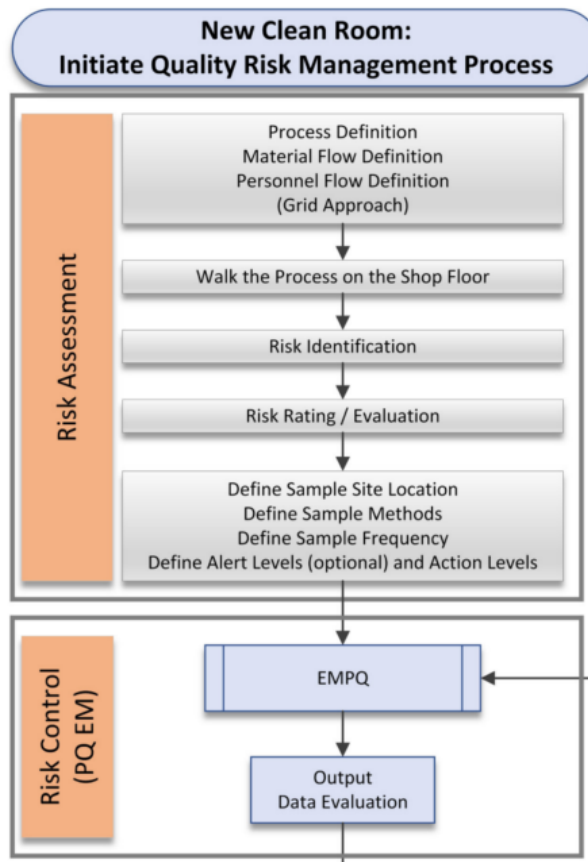 New Clean Room:
Initiate Quality Risk Management Process
Risk Assessment
Process Definition
Material Flow Definition
Personnel Flow Definition
(Grid Approach)
Walk the Process on the Shop Floor
Risk Identification
Risk Rating / Evaluation
Define Sample Site Location
Define Sample Methods
Define Sample Frequency
Define Alert Levels (optional) and Action Levels
Risk Control
(PQ EM)
EMPQ
Output
Data Evaluation